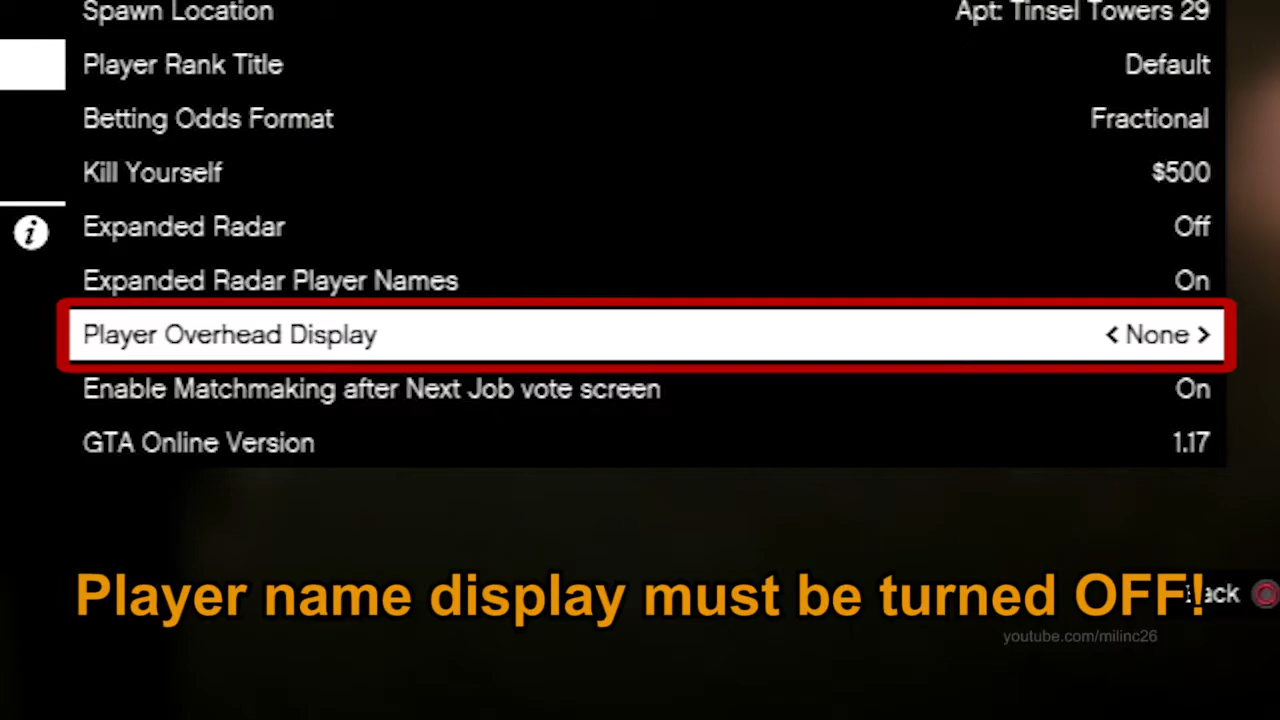 Spawn Location Apt: Tinsel Towers 29
Player Rank Title Default
Betting Odds Format Fractional
Kill Yourself $500
i Expanded Radar Off
Expanded Radar Player Names On
Player Overhead Display < None >
Enable Matchmaking after Next Job vote screen On
GTA Online Version 1.17
Player name display must be turned OFF!
youtube.com/milinc26